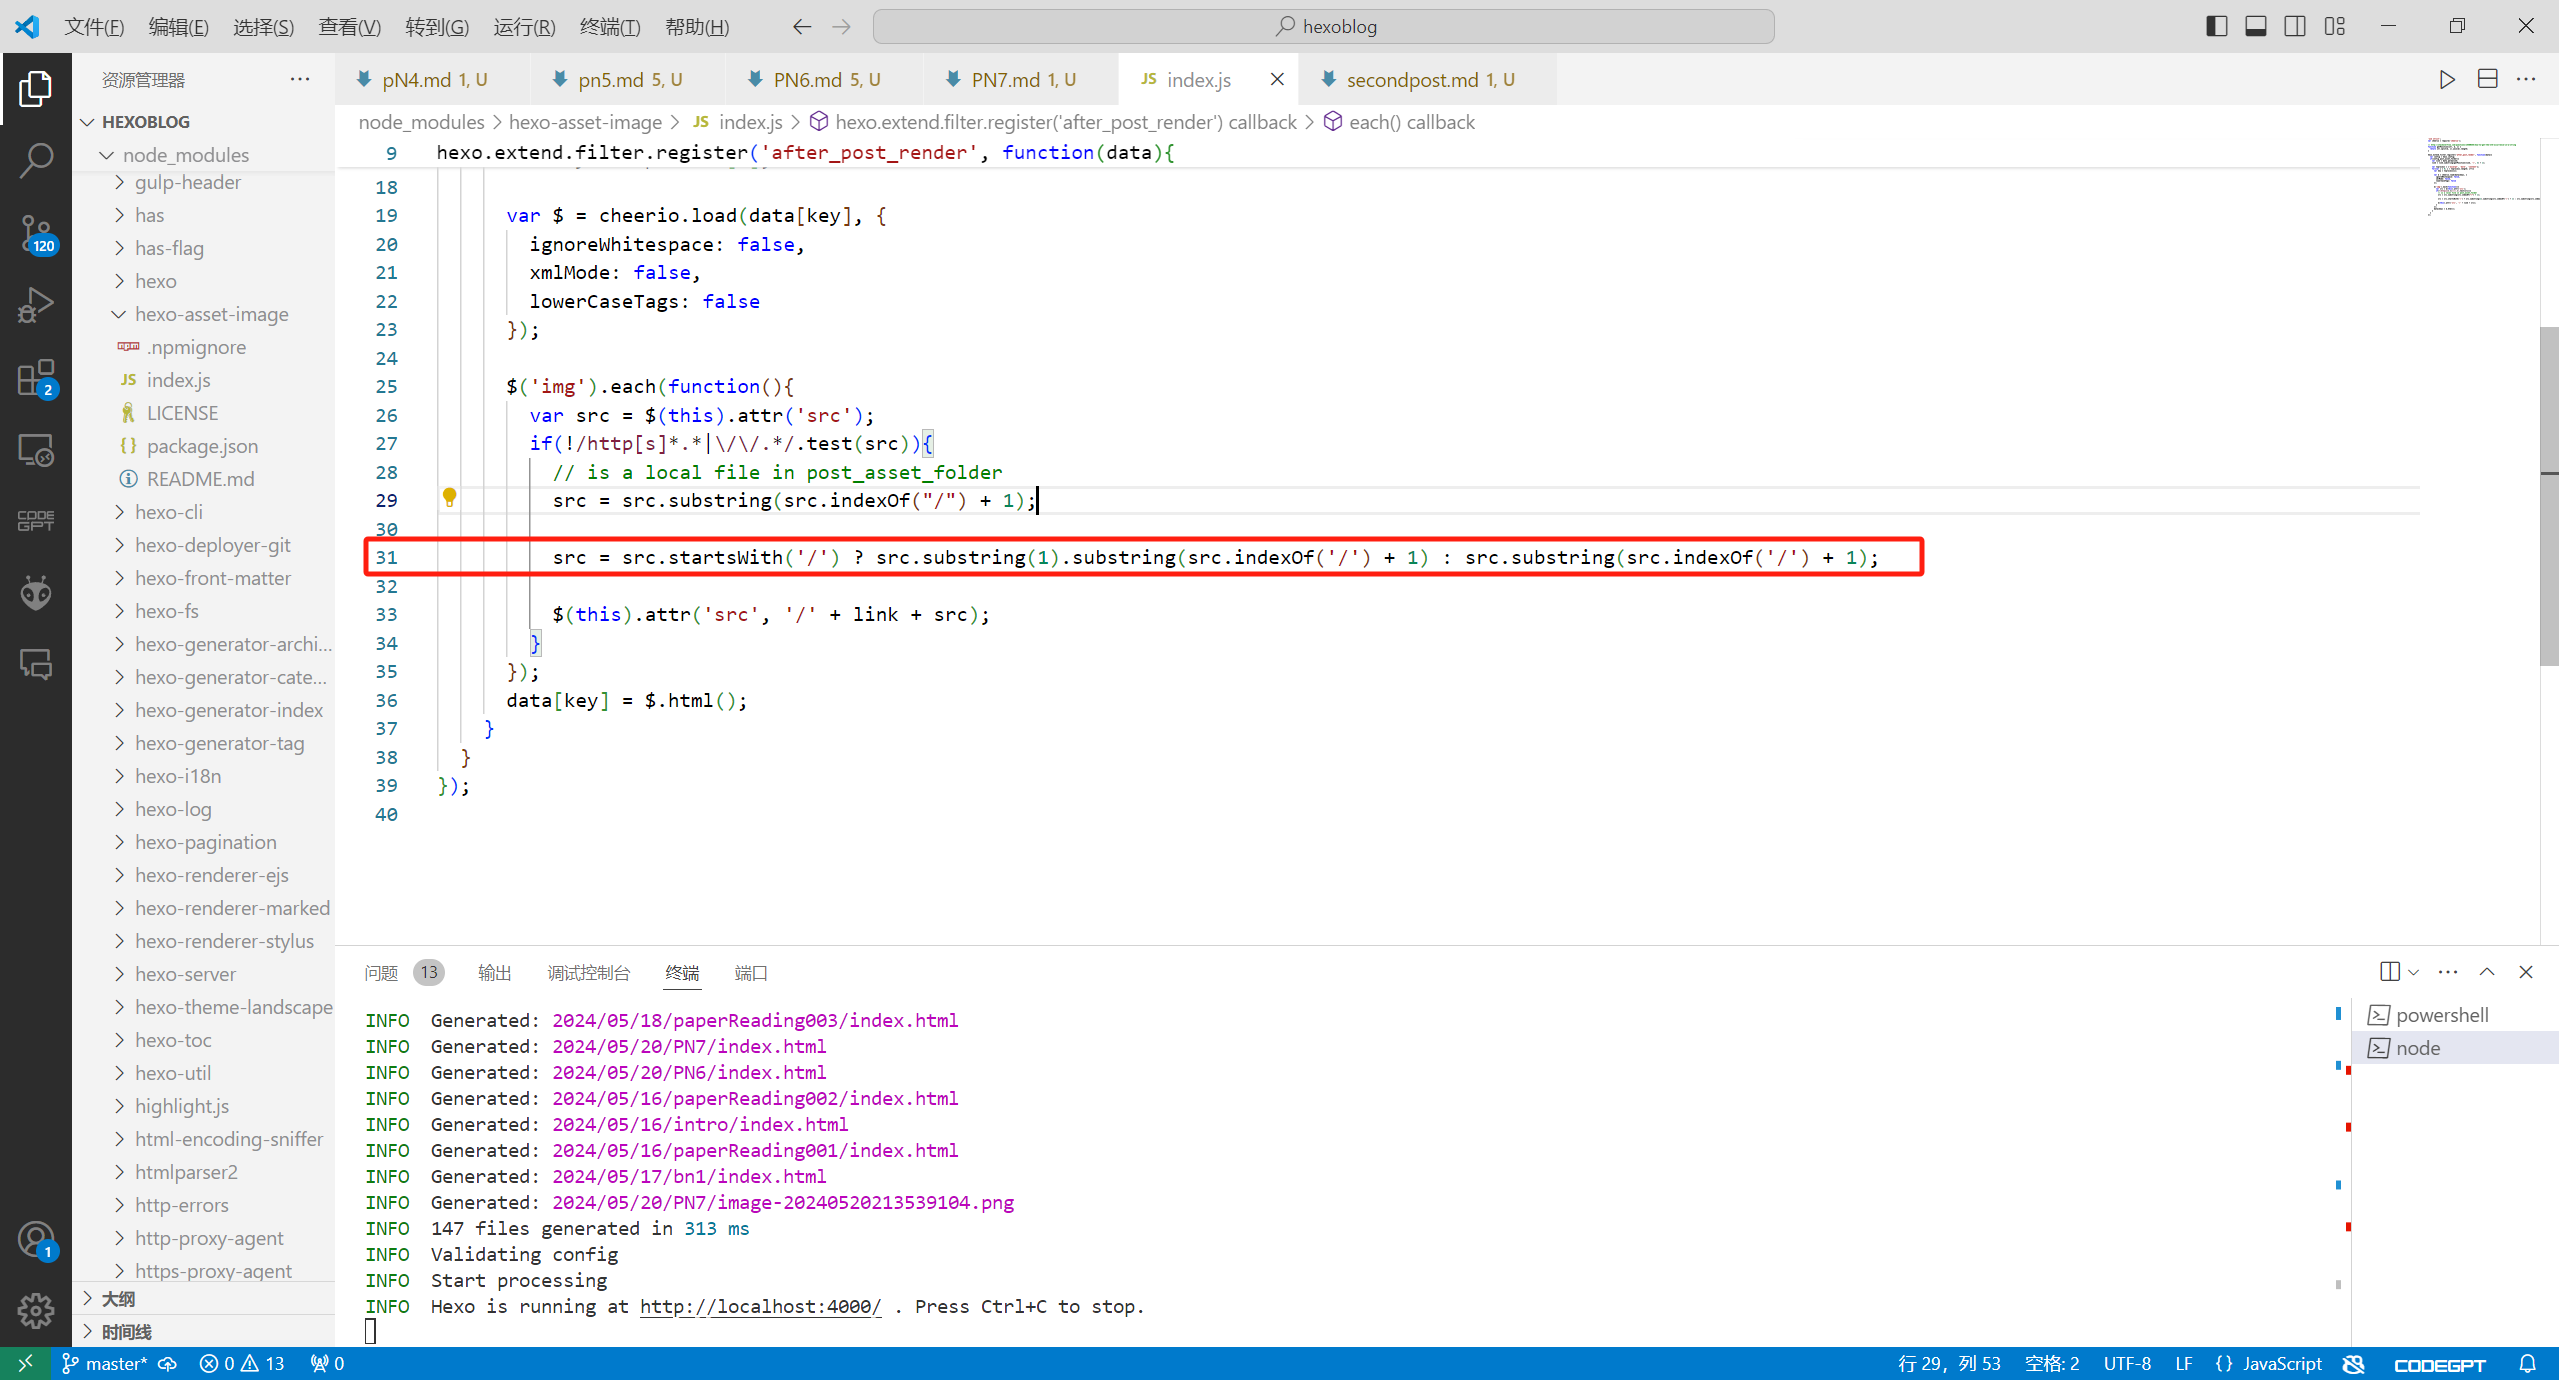 文件(F) 编辑(E) 选择(S) 查看(V) 转到(G) 运行(R) 终端(T) 帮助(H) hexoblog
资源管理器
pN4.md 1, U pn5.md 5, U PN6.md 5, U PN7.md 1, U JS index.js secondpost.md 1, U
node_modules > hexo-asset-image > JS index.js > hexo.extend.filter.register('after_post_render') callback > each() callback
HEXOBLOG
node_modules
gulp-header
has
has-flag
hexo
hexo-asset-image
.npmignore
JS index.js
LICENSE
{} package.json
README.md
hexo-cli
hexo-deployer-git
hexo-front-matter
hexo-fs
hexo-generator-archi...
hexo-generator-cate...
hexo-generator-index
hexo-generator-tag
hexo-i18n
hexo-log
hexo-pagination
hexo-renderer-ejs
hexo-renderer-marked
hexo-renderer-stylus
hexo-server
hexo-theme-landscape
hexo-toc
hexo-util
highlight.js
html-encoding-sniffer
htmlparser2
http-errors
http-proxy-agent
https-proxy-agent
大纲
时间线
120
2
CODE
GPT
1
9 hexo.extend.filter.register('after_post_render', function(data){
18
19 var $ = cheerio.load(data[key], {
20 ignoreWhitespace: false,
21 xmlMode: false,
22 lowerCaseTags: false
23 });
24
25 $('img').each(function(){
26 var src = $(this).attr('src');
27 if(!/http[s]*.*|\/\/.*/.test(src)){
28 // is a local file in post_asset_folder
29 src = src.substring(src.indexOf("/") + 1);
30
31 src = src.startsWith('/') ? src.substring(1).substring(src.indexOf('/') + 1) : src.substring(src.indexOf('/') + 1);
32
33 $(this).attr('src', '/' + link + src);
34 }
35 });
36 data[key] = $.html();
37 }
38 }
39 });
40
问题 13 输出 调试控制台 终端 端口
INFO Generated: 2024/05/18/paperReading003/index.html
INFO Generated: 2024/05/20/PN7/index.html
INFO Generated: 2024/05/20/PN6/index.html
INFO Generated: 2024/05/16/paperReading002/index.html
INFO Generated: 2024/05/16/intro/index.html
INFO Generated: 2024/05/16/paperReading001/index.html
INFO Generated: 2024/05/17/bn1/index.html
INFO Generated: 2024/05/20/PN7/image-20240520213539104.png
INFO 147 files generated in 313 ms
INFO Validating config
INFO Start processing
INFO Hexo is running at http://localhost:4000/ . Press Ctrl+C to stop.
powershell
node
master* 0 13 0 行 29，列 53 空格: 2 UTF-8 LF {} JavaScript CODEGPT